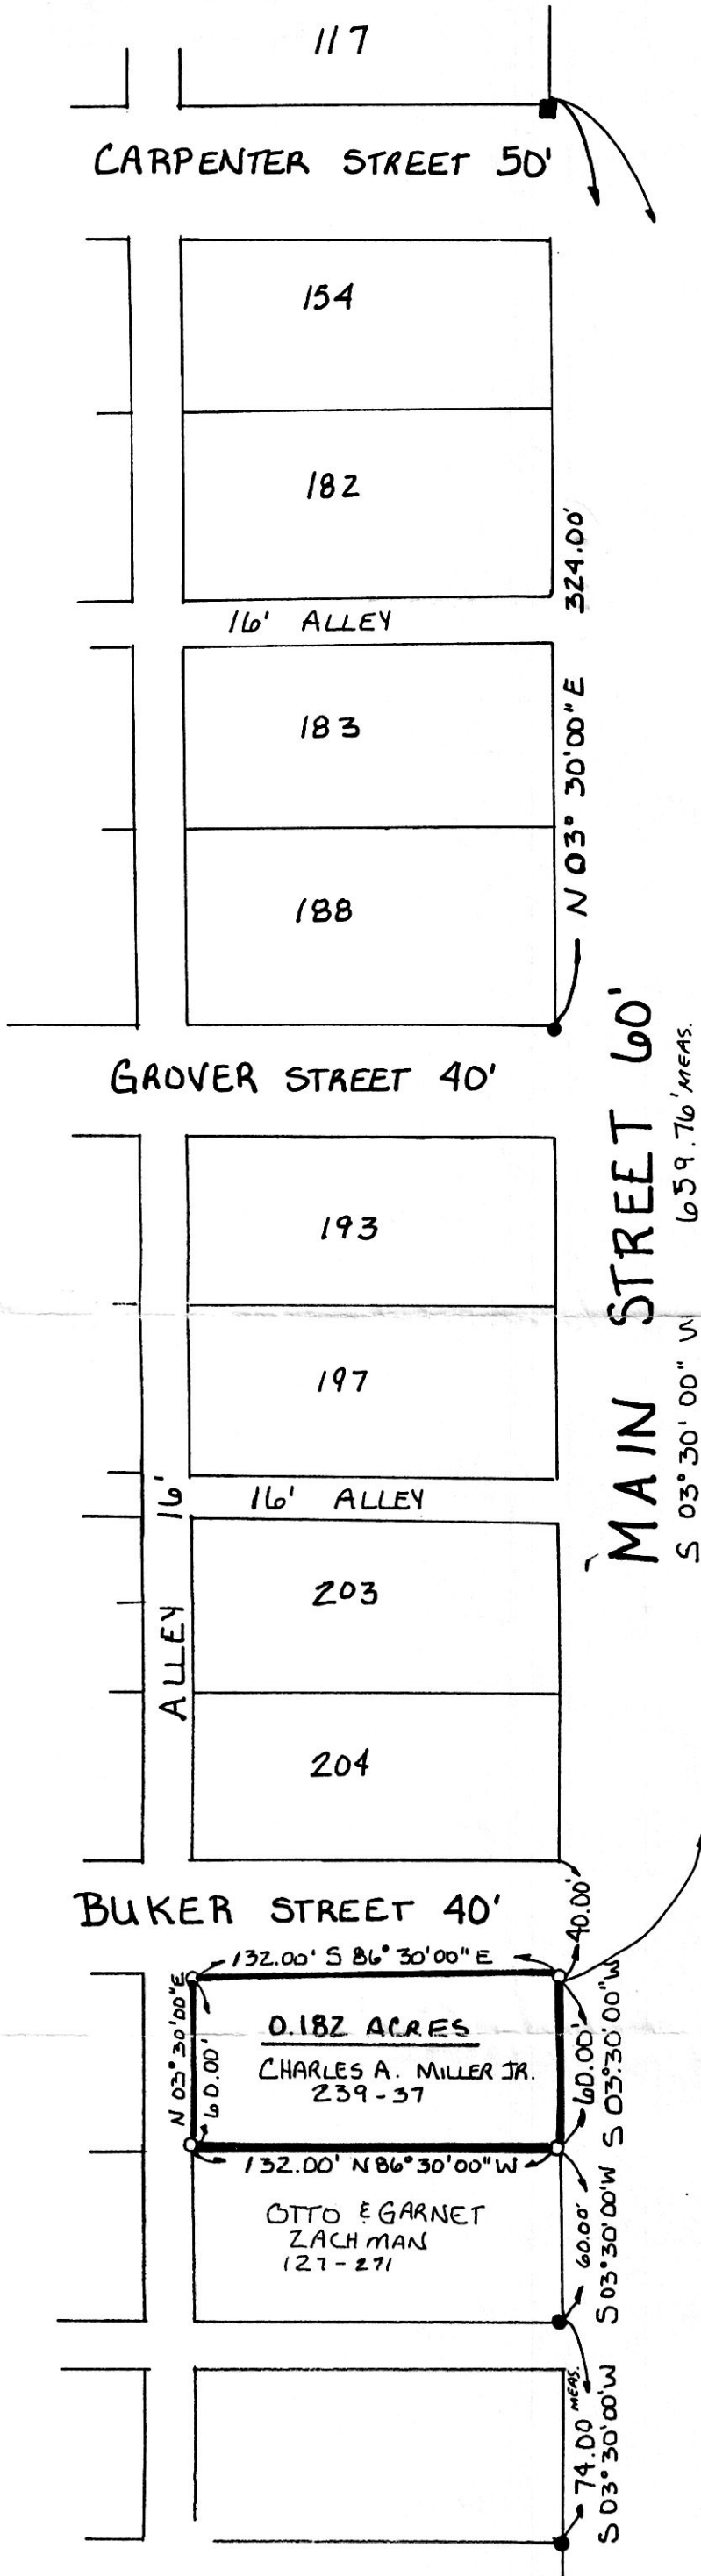 117
CARPENTER STREET 50'
154
182
324.00'
16' ALLEY
183
N 03° 30' 00" E
188
GROVER STREET 40'
MAIN STREET 60'
S 03° 30' 00" W 659.76' MEAS.
193
197
16' ALLEY
ALLEY 16'
203
204
BUKER STREET 40'
40.00'
132.00' S 86° 30' 00" E
N 03° 30' 00" E
60.00'
0.182 ACRES
CHARLES A. MILLER JR.
239-37
60.00'
S 03° 30' 00" W
132.00' N 86° 30' 00" W
OTTO & GARNET
ZACHMAN
127-271
60.00'
S 03° 30' 00" W
74.00 MEAS.
S 03° 30' 00" W